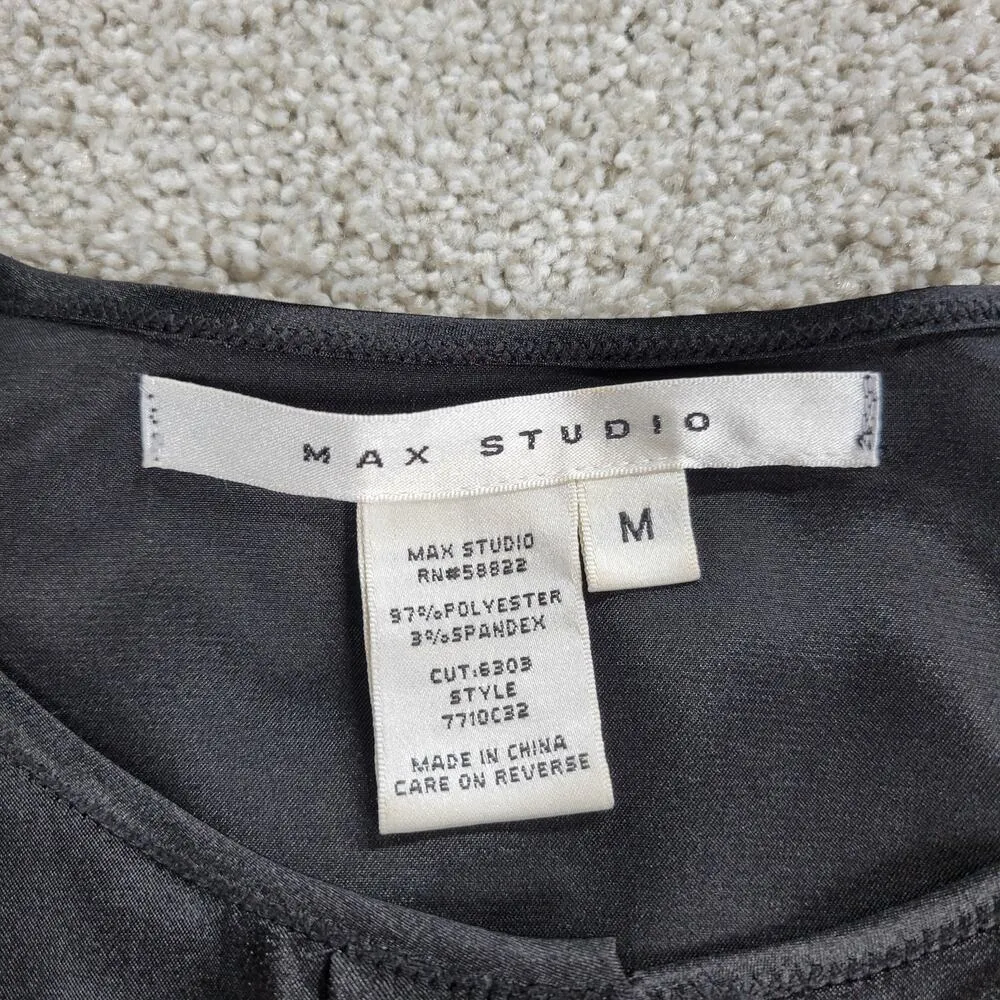 MAX STUDIO
M
MAX STUDIO
RN#58822
97%POLYESTER
3%SPANDEX
CUT:6303
STYLE
7710C32
MADE IN CHINA
CARE ON REVERSE